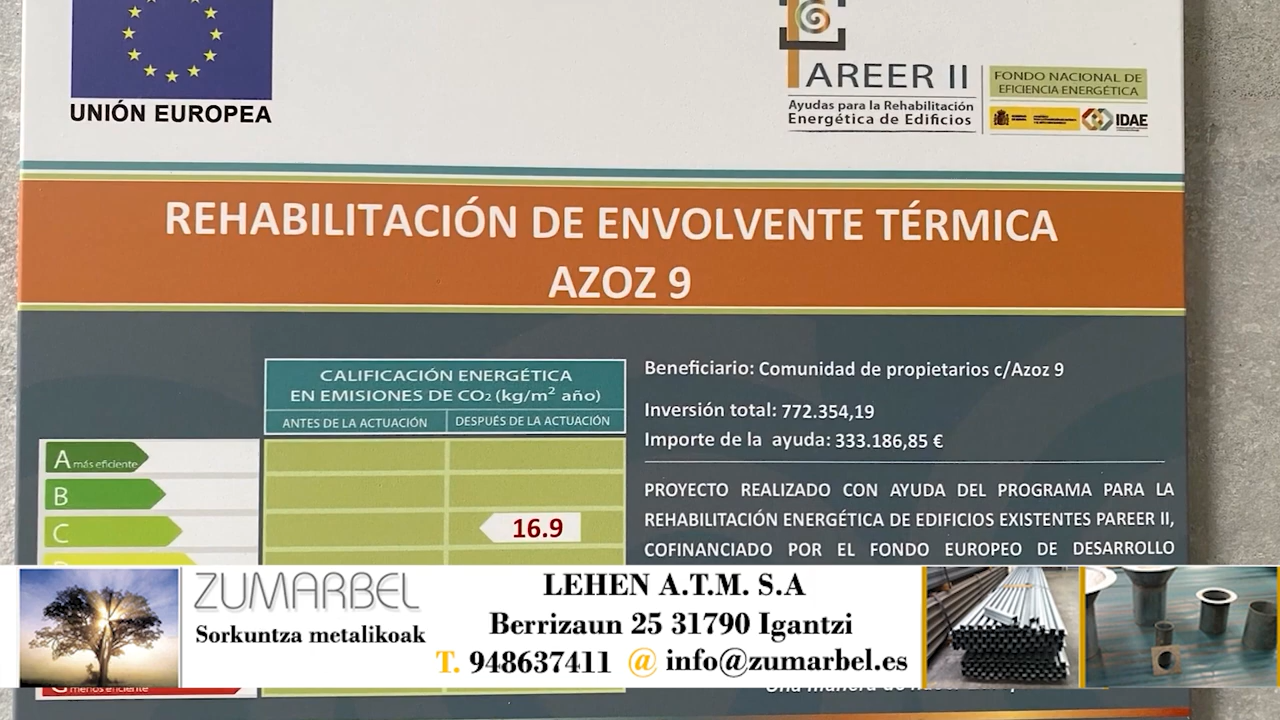 UNIÓN EUROPEA
PAREER II
Ayudas para la Rehabilitación
Energética de Edificios
FONDO NACIONAL DE
EFICIENCIA ENERGÉTICA
IDAE
REHABILITACIÓN DE ENVOLVENTE TÉRMICA
AZOZ 9
CALIFICACIÓN ENERGÉTICA
EN EMISIONES DE CO2 (kg/m² año)
ANTES DE LA ACTUACIÓN
DESPUÉS DE LA ACTUACIÓN
A más eficiente
B
C
16.9
Beneficiario: Comunidad de propietarios c/Azoz 9
Inversión total: 772.354,19
Importe de la ayuda: 333.186,85 €
PROYECTO REALIZADO CON AYUDA DEL PROGRAMA PARA LA
REHABILITACIÓN ENERGÉTICA DE EDIFICIOS EXISTENTES PAREER II,
COFINANCIADO POR EL FONDO EUROPEO DE DESARROLLO
ZUMARBEL
Sorkuntza metalikoak
LEHEN A.T.M. S.A
Berrizaun 25 31790 Igantzi
T. 948637411 @ info@zumarbel.es
G menos eficiente
Una manera de